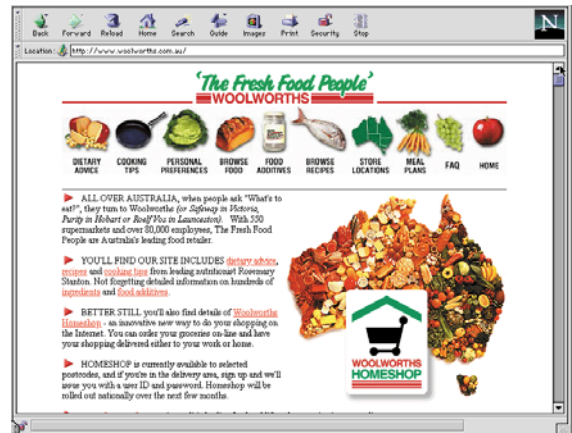 Back Forward Reload Home Search Guide Images Print Security Stop
N
Location: http://www.woolworths.com.au/
'The Fresh Food People'
WOOLWORTHS
DIETARY ADVICE
COOKING TIPS
PERSONAL PREFERENCES
BROWSE FOOD
FOOD ADDITIVES
BROWSE RECIPES
STORE LOCATIONS
MEAL PLANS
FAQ
HOME
ALL OVER AUSTRALIA, when people ask "What's to
eat?", they turn to Woolworths (or Safeway in Victoria,
Purity in Hobart or Roelf Vos in Launceston). With 550
supermarkets and over 80,000 employees, The Fresh Food
People are Australia's leading food retailer.
YOU'LL FIND OUR SITE INCLUDES dietary advice,
recipes and cooking tips from leading nutritionist Rosemary
Stanton. Not forgetting detailed information on hundreds of
ingredients and food additives.
BETTER STILL you'll also find details of Woolworths
Homeshop - an innovative new way to do your shopping on
the Internet. You can order your groceries on-line and have
your shopping delivered either to your work or home.
HOMESHOP is currently available to selected
postcodes, and if you're in the delivery area, sign up and we'll
issue you with a user ID and password. Homeshop will be
rolled out nationally over the next few months.
WOOLWORTHS
HOMESHOP